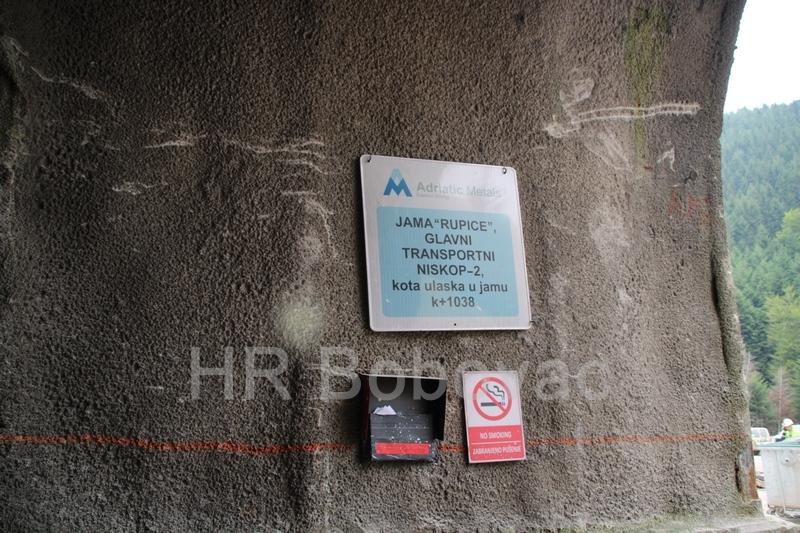 Adriatic Metals
JAMA“RUPICE”,
GLAVNI
TRANSPORTNI
NISKOP-2,
kota ulaska u jamu
k+1038
HR Bobovac
NO SMOKING
ZABRANJENO PUŠENJE